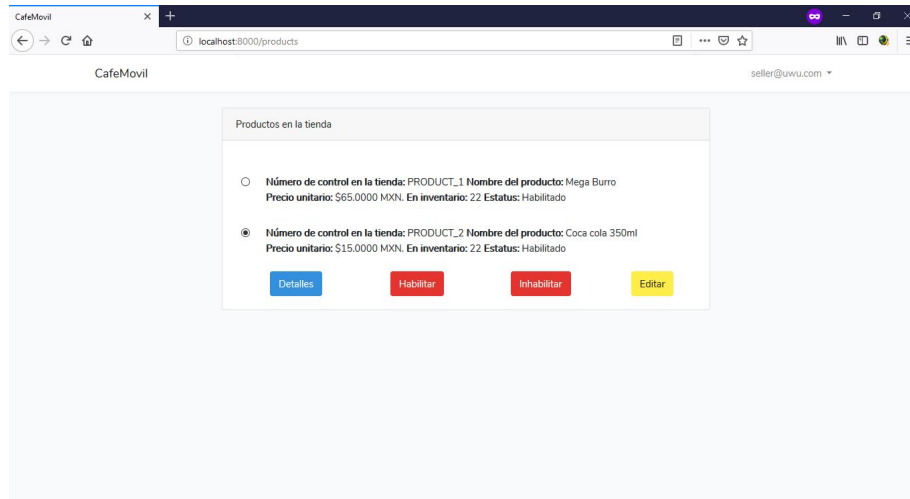 CafeMovil
localhost:8000/products
CafeMovil
seller@uwu.com
Productos en la tienda
Número de control en la tienda: PRODUCT_1 Nombre del producto: Mega Burro
Precio unitario: $65.0000 MXN. En inventario: 22 Estatus: Habilitado
Número de control en la tienda: PRODUCT_2 Nombre del producto: Coca cola 350ml
Precio unitario: $15.0000 MXN. En inventario: 22 Estatus: Habilitado
Detalles Habilitar Inhabilitar Editar